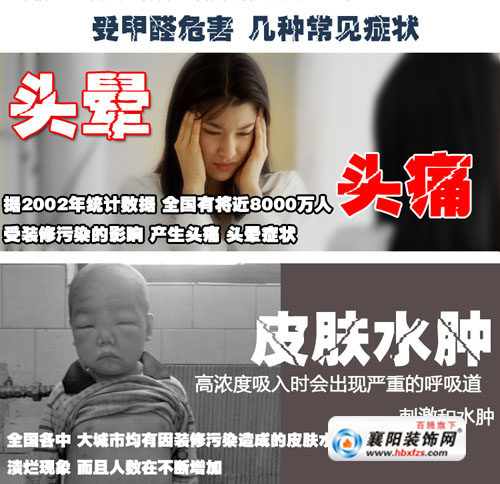 受甲醛危害 几种常见症状
头晕
头痛
据2002年统计数据 全国有将近8000万人
受装修污染的影响 产生头痛 头晕症状
皮肤水肿
高浓度吸入时会出现严重的呼吸道
刺激和水肿
全国各中 大城市均有因装修污染造成的皮肤水
溃烂现象 而且人数在不断增加
百腾旗下
襄阳装饰网
www.hbxfzs.com